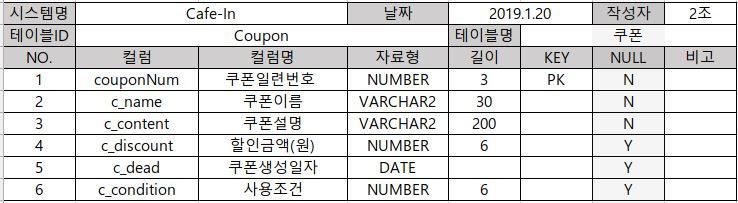 시스템명 Cafe-In 날짜 2019.1.20 작성자 2조
테이블ID Coupon 테이블명 쿠폰
NO. 컬럼 컬럼명 자료형 길이 KEY NULL 비고
1 couponNum 쿠폰일련번호 NUMBER 3 PK N
2 c_name 쿠폰이름 VARCHAR2 30 N
3 c_content 쿠폰설명 VARCHAR2 200 N
4 c_discount 할인금액(원) NUMBER 6 Y
5 c_dead 쿠폰생성일자 DATE Y
6 c_condition 사용조건 NUMBER 6 Y